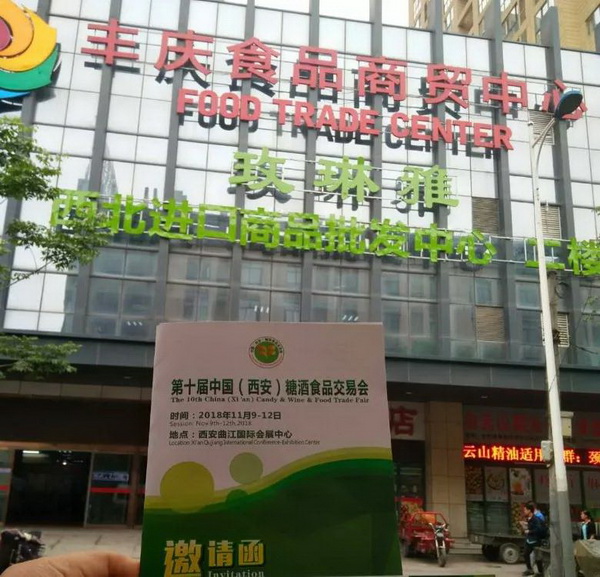 丰庆食品商贸中心
FOOD TRADE CENTER
玫琳雅
西北进口商品批发中心 二楼
第十届中国（西安）糖酒食品交易会
The 10th China (Xi'an) Candy & Wine & Food Trade Fair
时间：2018年11月9-12日
Session: Nov 9th-12th.2018
地点：西安曲江国际会展中心
Location: Xi'an Qujiang International Conference Exhibition Center
店
云山精油适用
群：颈
邀请函
Invitation